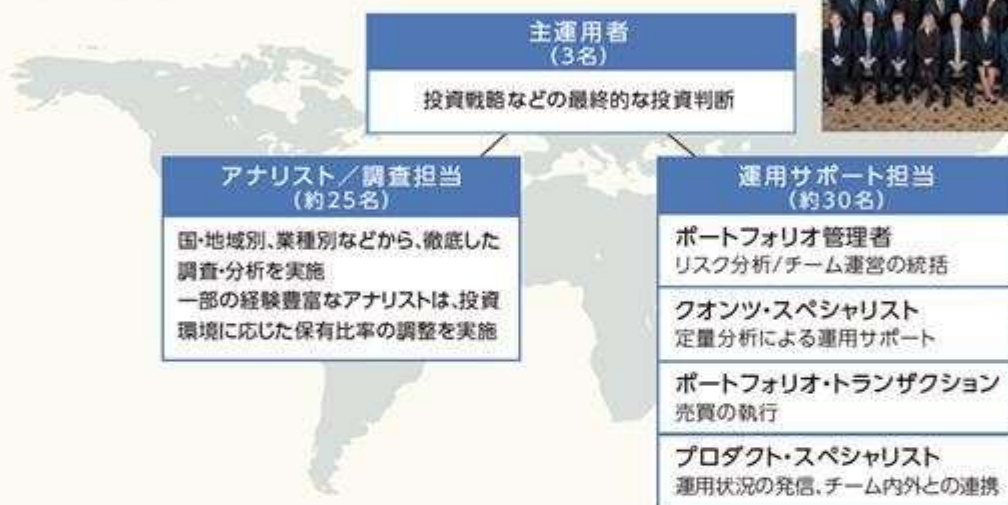 主運用者
(3名)
投資戦略などの最終的な投資判断
アナリスト／調査担当
(約25名)
国・地域別、業種別などから、徹底した
調査・分析を実施
一部の経験豊富なアナリストは、投資
環境に応じた保有比率の調整を実施
運用サポート担当
(約30名)
ポートフォリオ管理者
リスク分析/チーム運営の統括
クオンツ・スペシャリスト
定量分析による運用サポート
ポートフォリオ・トランザクション
売買の執行
プロダクト・スペシャリスト
運用状況の発信、チーム内外との連携